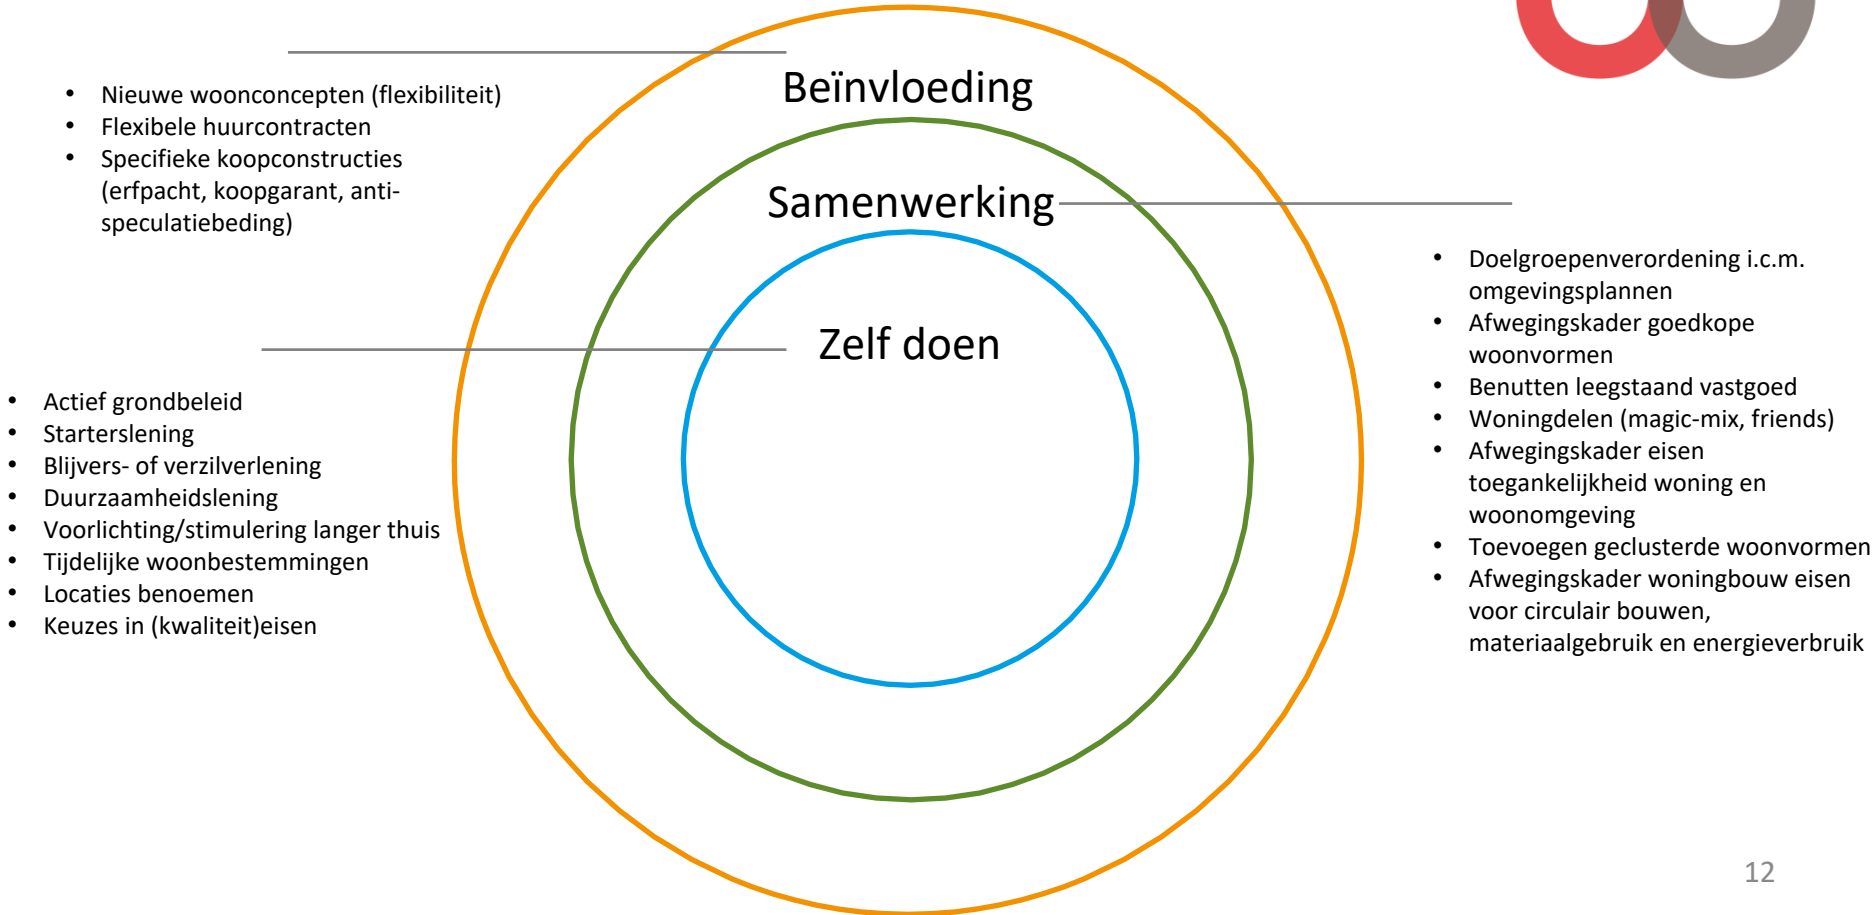 Beïnvloeding
• Nieuwe woonconcepten (flexibiliteit)
• Flexibele huurcontracten
• Specifieke koopconstructies
(erfpacht, koopgarant, anti-
speculatiebeding)
Samenwerking
• Doelgroepenverordening i.c.m.
omgevingsplannen
• Afwegingskader goedkope
woonvormen
• Benutten leegstaand vastgoed
• Woningdelen (magic-mix, friends)
• Afwegingskader eisen
toegankelijkheid woning en
woonomgeving
• Toevoegen geclusterde woonvormen
• Afwegingskader woningbouw eisen
voor circulair bouwen,
materiaalgebruik en energieverbruik
Zelf doen
• Actief grondbeleid
• Starterslening
• Blijvers- of verzilverlening
• Duurzaamheidslening
• Voorlichting/stimulering langer thuis
• Tijdelijke woonbestemmingen
• Locaties benoemen
• Keuzes in (kwaliteit)eisen
12